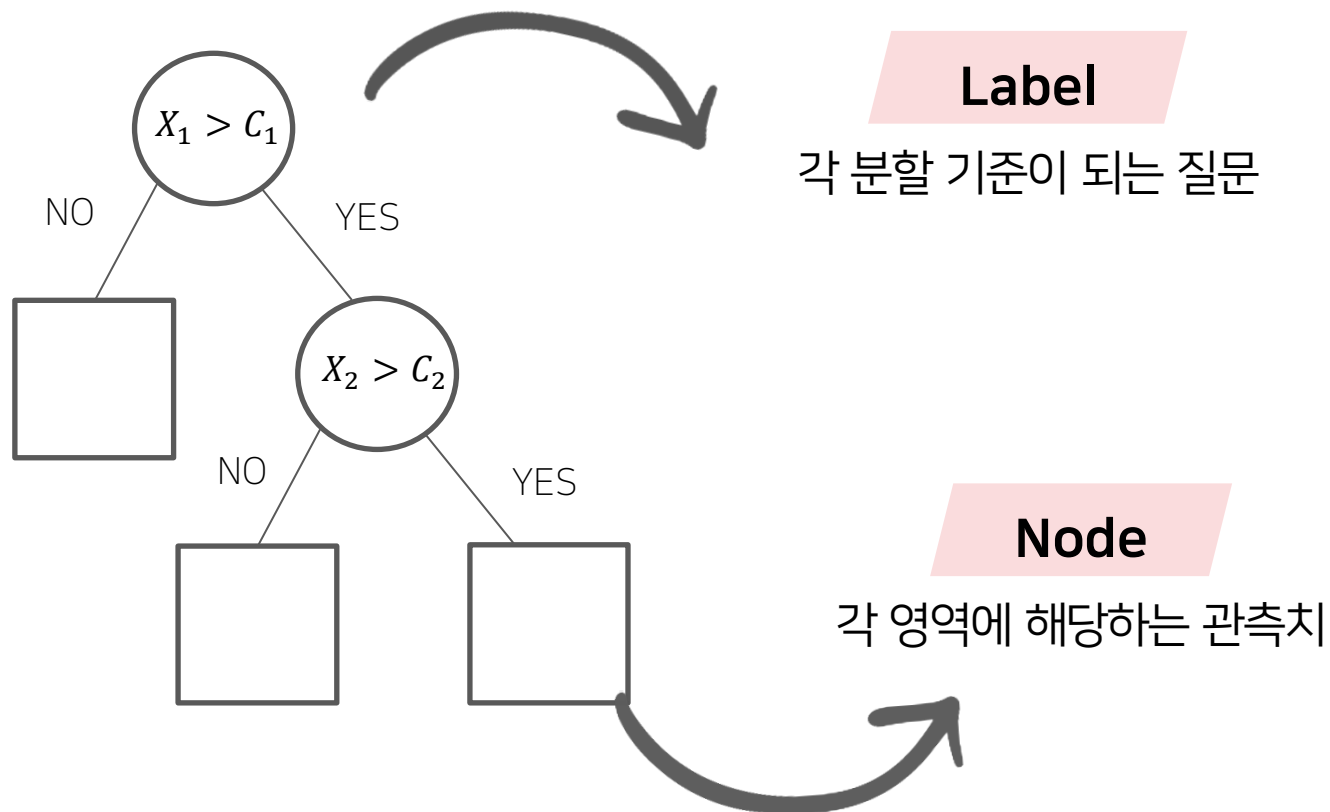 X₁ > C₁
Label
각 분할 기준이 되는 질문
NO
YES
X₂ > C₂
NO
YES
Node
각 영역에 해당하는 관측치